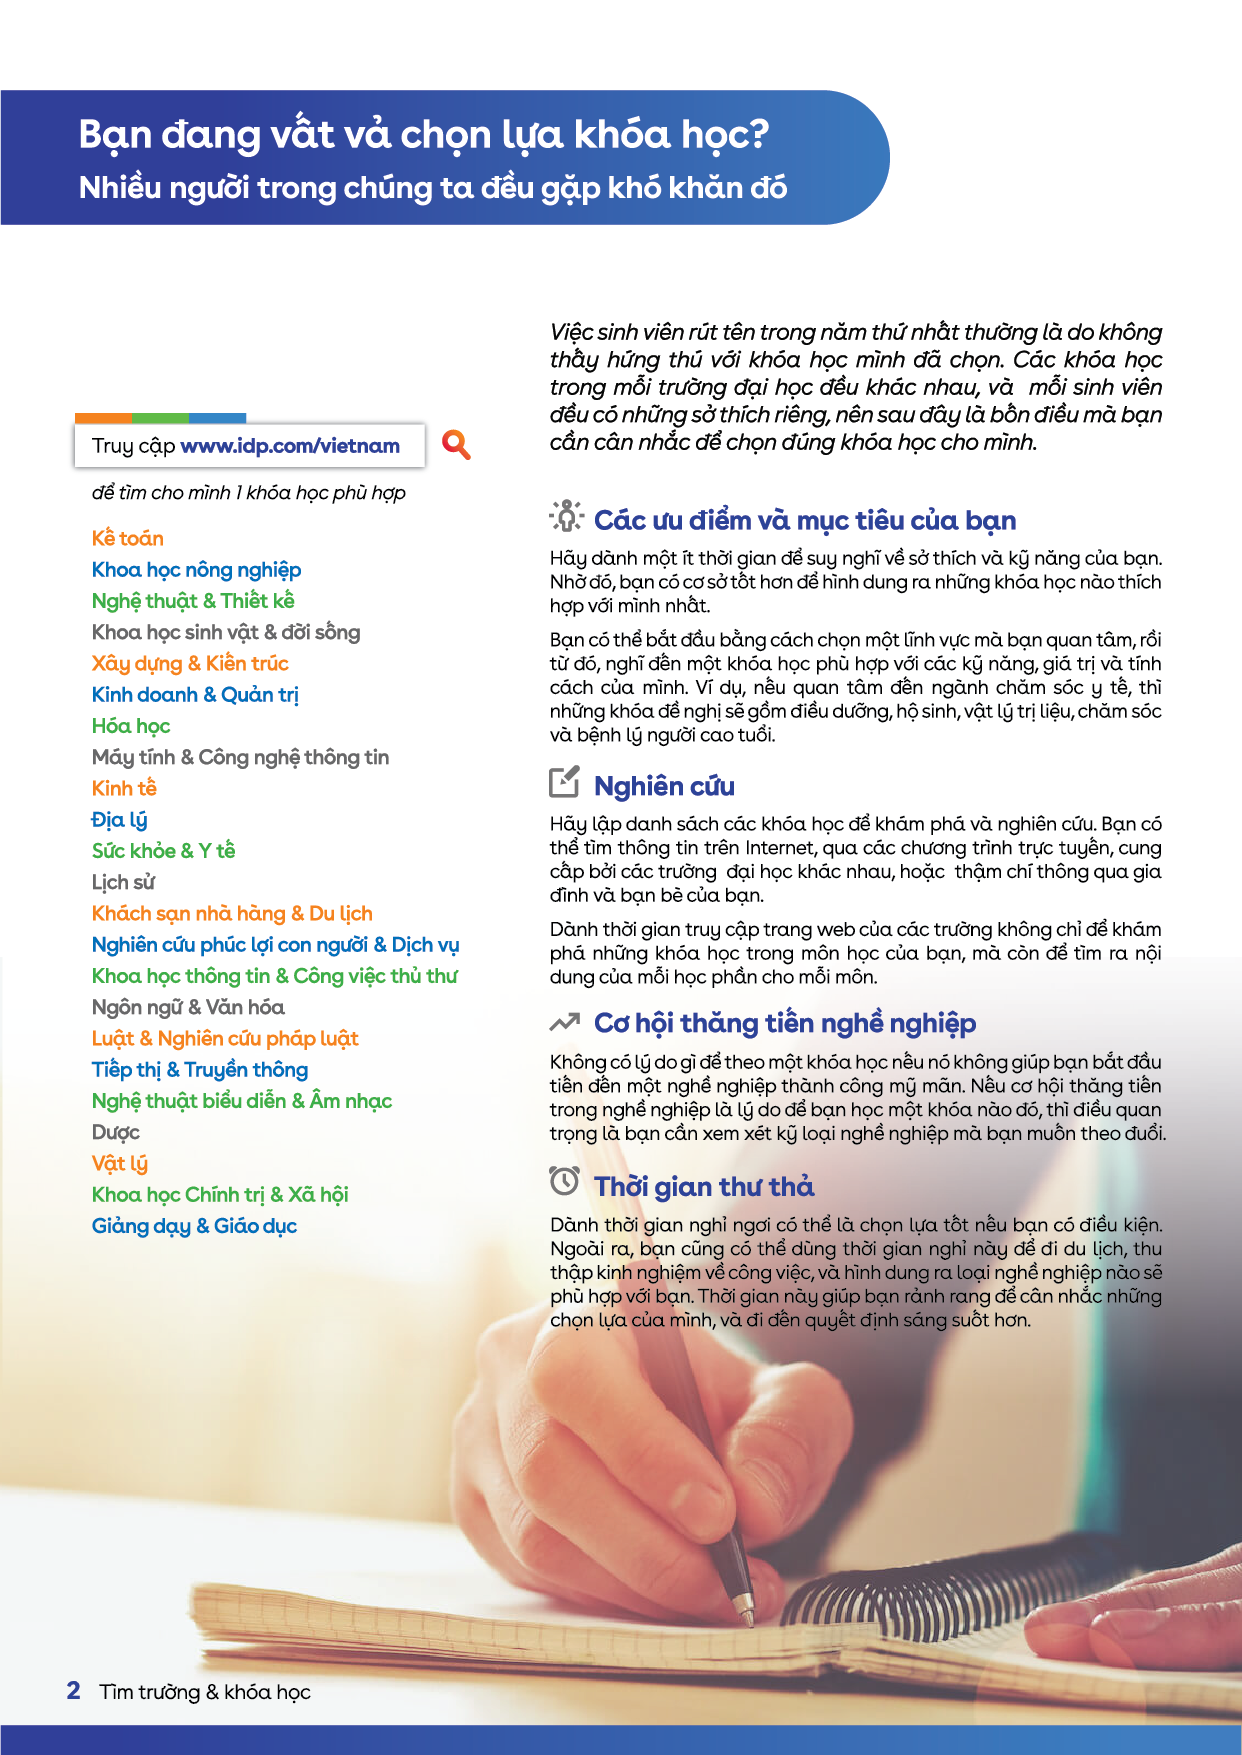 Bạn đang vất vả chọn lựa khóa học?
Nhiều người trong chúng ta đều gặp khó khăn đó
Truy cập www.idp.com/vietnam
để tìm cho mình 1 khóa học phù hợp
Kế toán
Khoa học nông nghiệp
Nghệ thuật & Thiết kế
Khoa học sinh vật & đời sống
Xây dựng & Kiến trúc
Kinh doanh & Quản trị
Hóa học
Máy tính & Công nghệ thông tin
Kinh tế
Địa lý
Sức khỏe & Y tế
Lịch sử
Khách sạn nhà hàng & Du lịch
Nghiên cứu phúc lợi con người & Dịch vụ
Khoa học thông tin & Công việc thủ thư
Ngôn ngữ & Văn hóa
Luật & Nghiên cứu pháp luật
Tiếp thị & Truyền thông
Nghệ thuật biểu diễn & Âm nhạc
Dược
Vật lý
Khoa học Chính trị & Xã hội
Giảng dạy & Giáo dục
Việc sinh viên rút tên trong năm thứ nhất thường là do không
thấy hứng thú với khóa học mình đã chọn. Các khóa học
trong mỗi trường đại học đều khác nhau, và mỗi sinh viên
đều có những sở thích riêng, nên sau đây là bốn điều mà bạn
cần cân nhắc để chọn đúng khóa học cho mình.
Các ưu điểm và mục tiêu của bạn
Hãy dành một ít thời gian để suy nghĩ về sở thích và kỹ năng của bạn.
Nhờ đó, bạn có cơ sở tốt hơn để hình dung ra những khóa học nào thích
hợp với mình nhất.
Bạn có thể bắt đầu bằng cách chọn một lĩnh vực mà bạn quan tâm, rồi
từ đó, nghĩ đến một khóa học phù hợp với các kỹ năng, giá trị và tính
cách của mình. Ví dụ, nếu quan tâm đến ngành chăm sóc y tế, thì
những khóa đề nghị sẽ gồm điều dưỡng, hộ sinh, vật lý trị liệu, chăm sóc
và bệnh lý người cao tuổi.
Nghiên cứu
Hãy lập danh sách các khóa học để khám phá và nghiên cứu. Bạn có
thể tìm thông tin trên Internet, qua các chương trình trực tuyến, cung
cấp bởi các trường đại học khác nhau, hoặc thậm chí thông qua gia
đình và bạn bè của bạn.
Dành thời gian truy cập trang web của các trường không chỉ để khám
phá những khóa học trong môn học của bạn, mà còn để tìm ra nội
dung của mỗi học phần cho mỗi môn.
Cơ hội thăng tiến nghề nghiệp
Không có lý do gì để theo một khóa học nếu nó không giúp bạn bắt đầu
tiến đến một nghề nghiệp thành công mỹ mãn. Nếu cơ hội thăng tiến
trong nghề nghiệp là lý do để bạn học một khóa nào đó, thì điều quan
trọng là bạn cần xem xét kỹ loại nghề nghiệp mà bạn muốn theo đuổi.
Thời gian thư thả
Dành thời gian nghỉ ngơi có thể là chọn lựa tốt nếu bạn có điều kiện.
Ngoài ra, bạn cũng có thể dùng thời gian nghỉ này để đi du lịch, thu
thập kinh nghiệm về công việc, và hình dung ra loại nghề nghiệp nào sẽ
phù hợp với bạn. Thời gian này giúp bạn rảnh rang để cân nhắc những
chọn lựa của mình, và đi đến quyết định sáng suốt hơn.
2 Tìm trường & khóa học